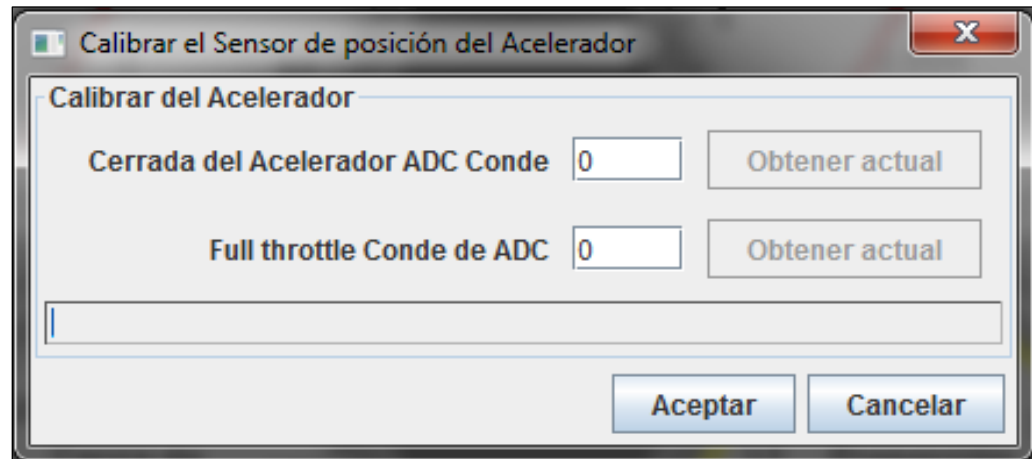 Calibrar el Sensor de posición del Acelerador
Calibrar del Acelerador
Cerrada del Acelerador ADC Conde 0 Obtener actual
Full throttle Conde de ADC 0 Obtener actual
Aceptar Cancelar